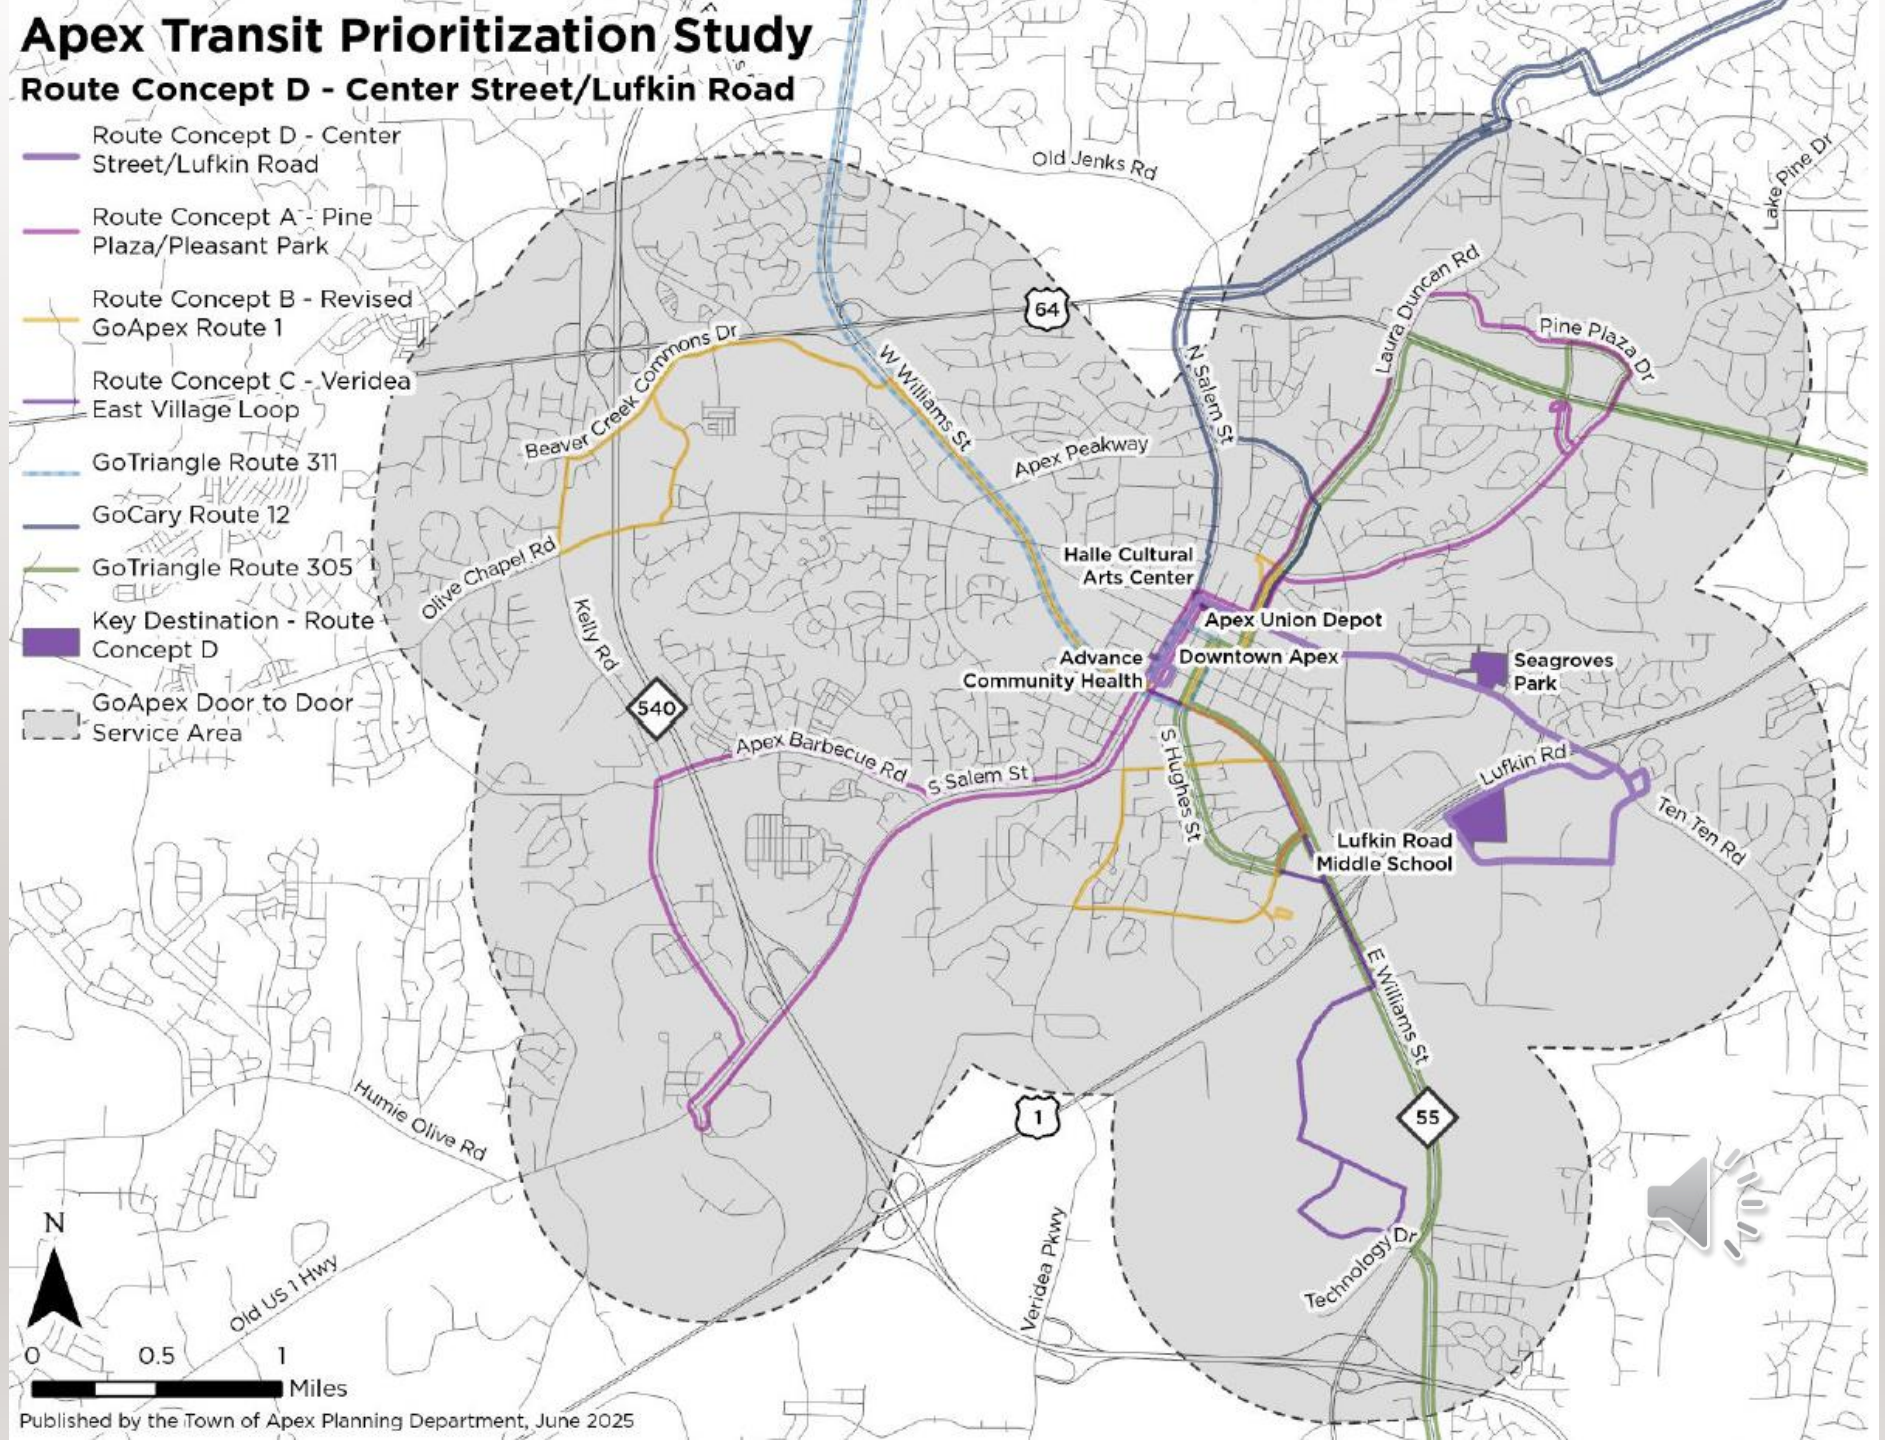 Apex Transit Prioritization Study
Route Concept D - Center Street/Lufkin Road
Route Concept D - Center
Street/Lufkin Road
Route Concept A - Pine
Plaza/Pleasant Park
Route Concept B - Revised
GoApex Route 1
Route Concept C - Veridea
East Village Loop
GoTriangle Route 311
GoCary Route 12
GoTriangle Route 305
Key Destination - Route
Concept D
GoApex Door to Door
Service Area
Old Jenks Rd
Lake Pine Dr
Laura Duncan Rd
64
Pine Plaza Dr
Beaver Creek Commons Dr
W Williams St
N Salem St
Apex Peakway
Olive Chapel Rd
Kelly Rd
Halle Cultural
Arts Center
Apex Union Depot
Downtown Apex
Advance
Community Health
Seagroves
Park
540
Apex Barbecue Rd
S Salem St
S Hughes St
Lufkin Rd
Ten Ten Rd
Lufkin Road
Middle School
E Williams St
Humie Olive Rd
1
55
Veridea Pkwy
Technology Dr
Old US 1 Hwy
N
0 0.5 1
Miles
Published by the Town of Apex Planning Department, June 2025